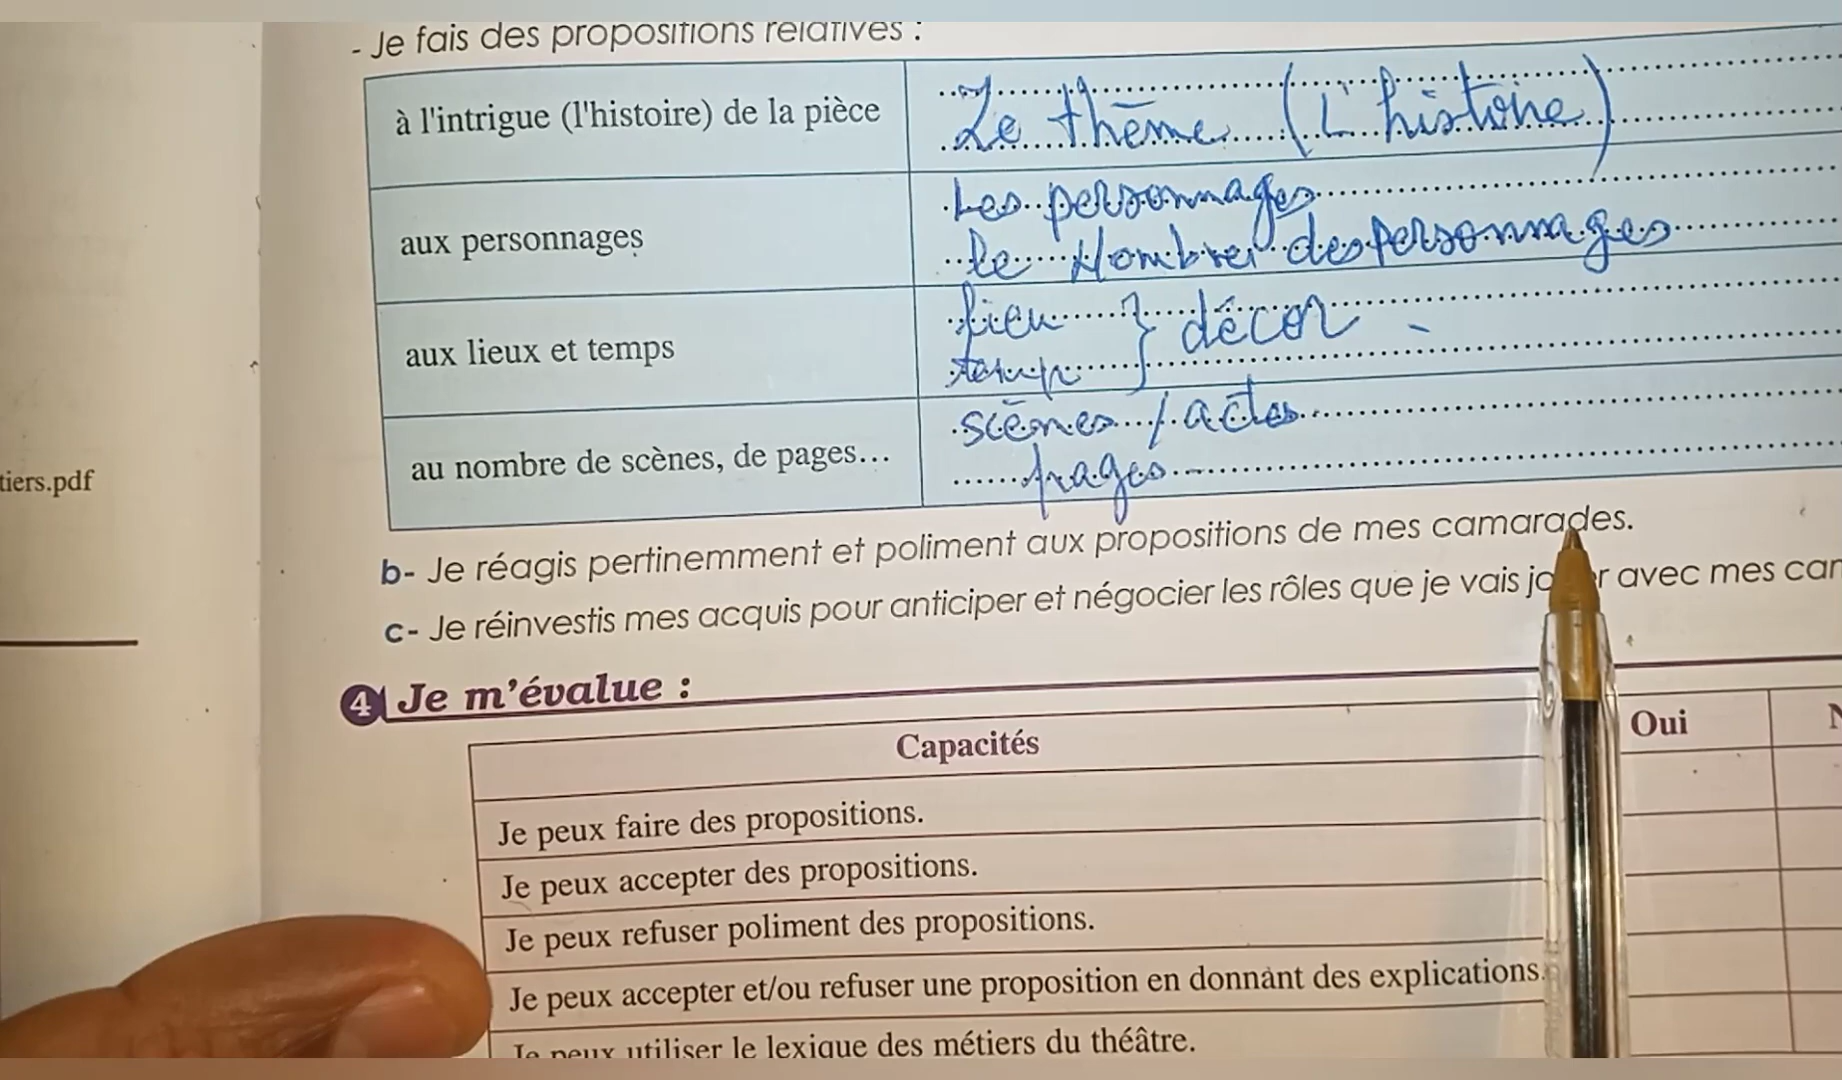 - Je fais des propositions relatives :
à l'intrigue (l'histoire) de la pièce
Le thème (L'histoire)
aux personnages
Les personnages
le Nombre des personnages
aux lieux et temps
lieu } décor
temp
au nombre de scènes, de pages...
scènes / actes
pages
tiers.pdf
b- Je réagis pertinemment et poliment aux propositions de mes camarades.
c- Je réinvestis mes acquis pour anticiper et négocier les rôles que je vais avec mes
4 Je m'évalue :
Capacités
Oui
N
Je peux faire des propositions.
Je peux accepter des propositions.
Je peux refuser poliment des propositions.
Je peux accepter et/ou refuser une proposition en donnant des explications.
Je peux utiliser le lexique des métiers du théâtre.